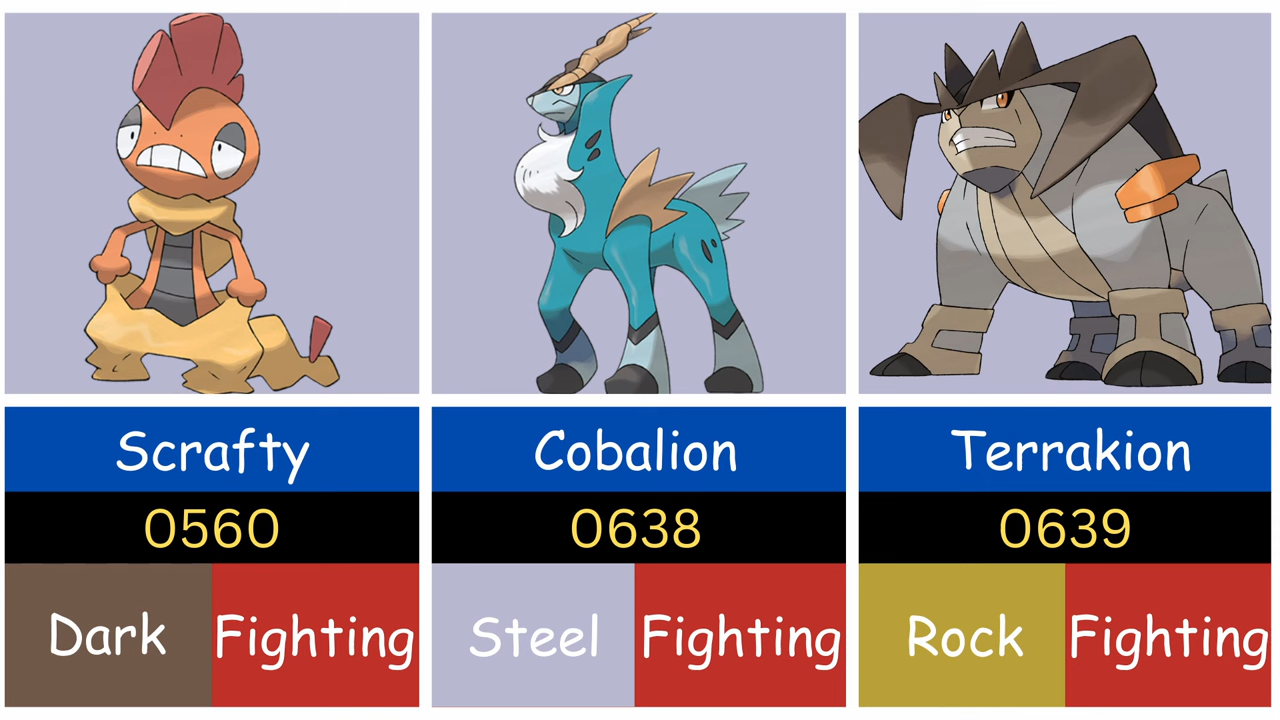 Scrafty
0560
Dark Fighting
Cobalion
0638
Steel Fighting
Terrakion
0639
Rock Fighting